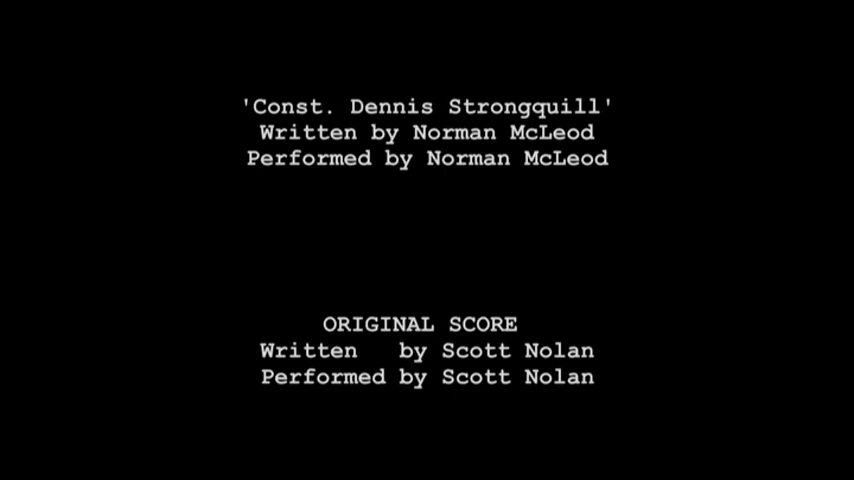 'Const. Dennis Strongquill'
Written by Norman McLeod
Performed by Norman McLeod
ORIGINAL SCORE
Written by Scott Nolan
Performed by Scott Nolan